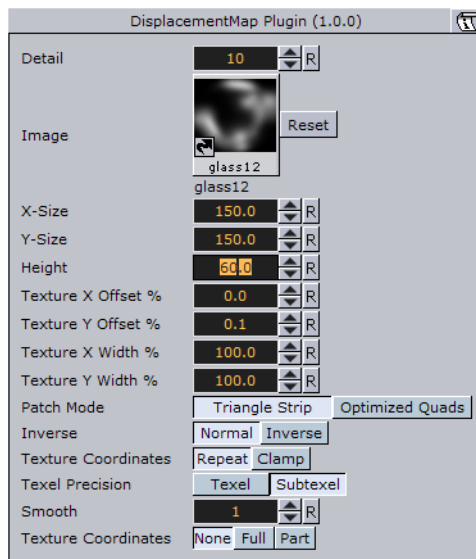 DisplacementMap Plugin (1.0.0)
Detail 10 R
Image Reset
glass12
glass12
X-Size 150.0 R
Y-Size 150.0 R
Height 60.0 R
Texture X Offset % 0.0 R
Texture Y Offset % 0.1 R
Texture X Width % 100.0 R
Texture Y Width % 100.0 R
Patch Mode Triangle Strip Optimized Quads
Inverse Normal Inverse
Texture Coordinates Repeat Clamp
Texel Precision Texel Subtexel
Smooth 1 R
Texture Coordinates None Full Part